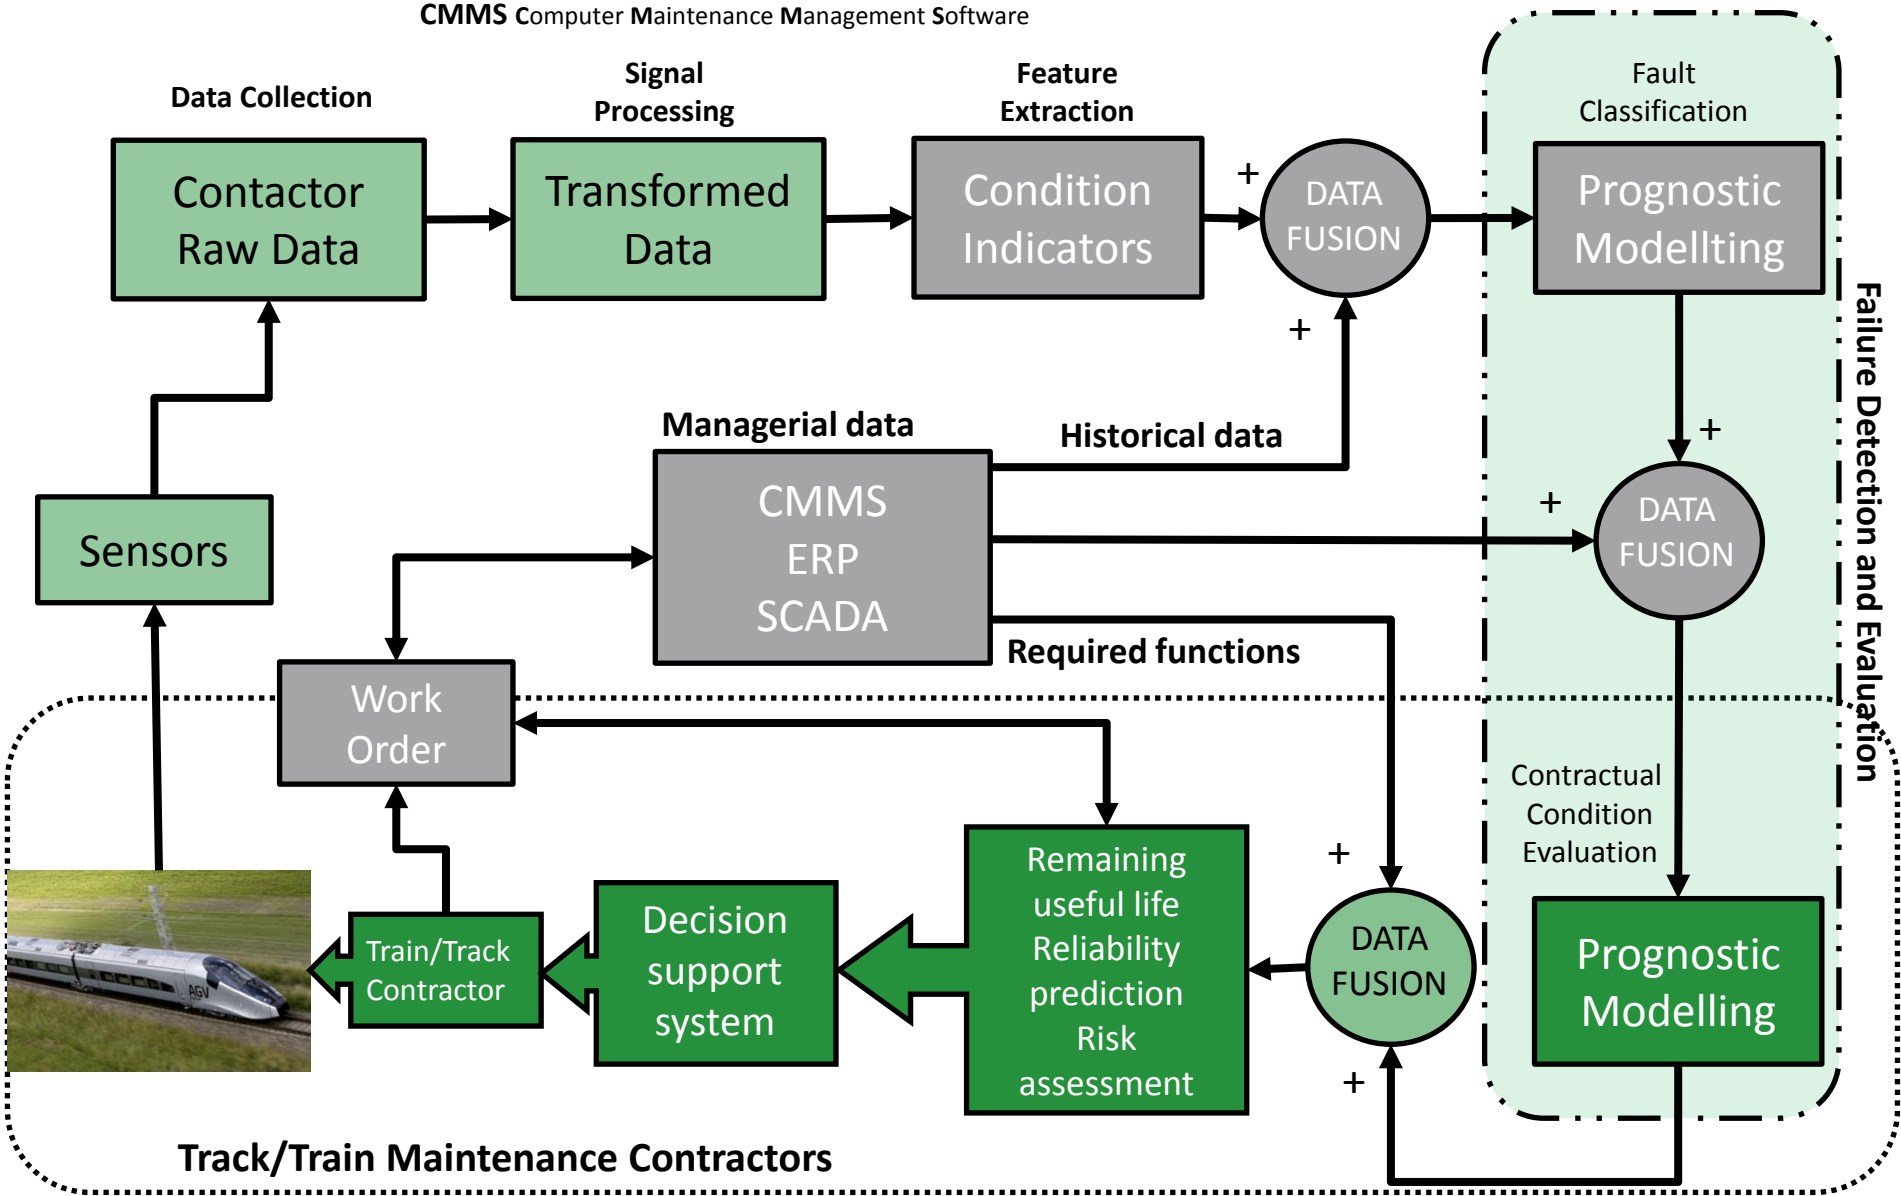 CMMS Computer Maintenance Management Software
Data Collection
Signal
Processing
Feature
Extraction
Fault
Classification
Contactor
Raw Data
Transformed
Data
Condition
Indicators
+
DATA
FUSION
+
Prognostic
Modellting
Failure Detection and Evaluation
Managerial data
Historical data
+
CMMS
ERP
SCADA
+
DATA
FUSION
Sensors
Required functions
Work
Order
Contractual
Condition
Evaluation
+
Remaining
useful life
Reliability
prediction
Risk
assessment
Decision
support
system
Train/Track
Contractor
DATA
FUSION
+
Prognostic
Modelling
AGV
Track/Train Maintenance Contractors